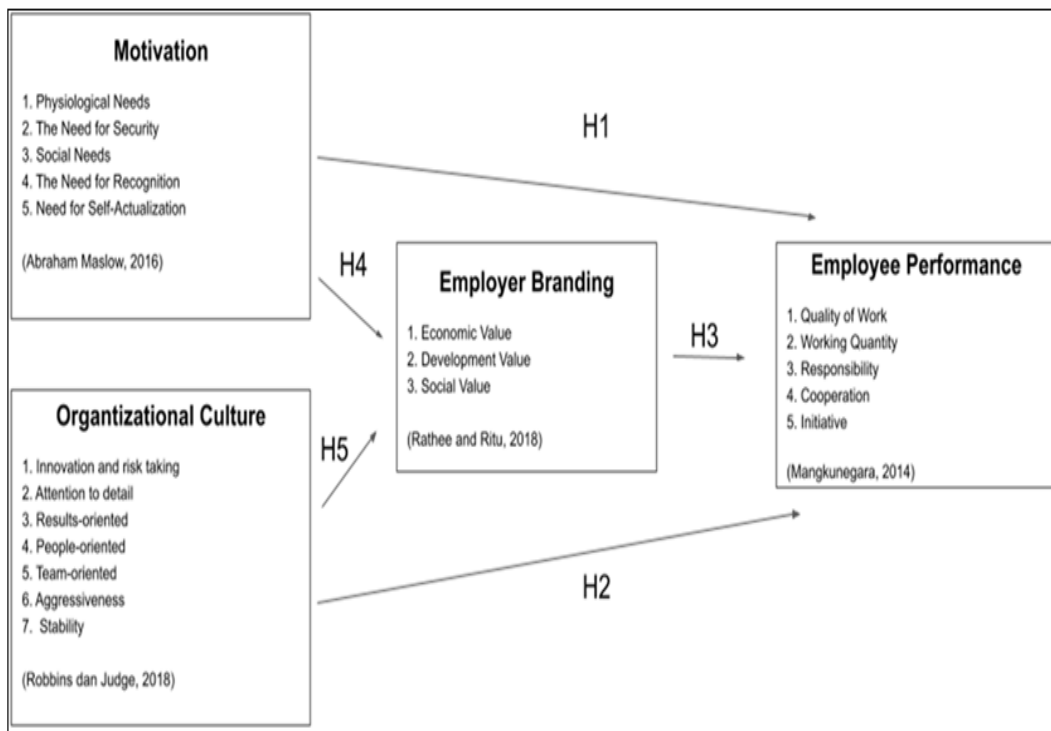 Motivation
1. Physiological Needs
2. The Need for Security
3. Social Needs
4. The Need for Recognition
5. Need for Self-Actualization
(Abraham Maslow, 2016)
H1
H4
Employer Branding
1. Economic Value
2. Development Value
3. Social Value
(Rathee and Ritu, 2018)
H3
Employee Performance
1. Quality of Work
2. Working Quantity
3. Responsibility
4. Cooperation
5. Initiative
(Mangkunegara, 2014)
Organtizational Culture
1. Innovation and risk taking
2. Attention to detail
3. Results-oriented
4. People-oriented
5. Team-oriented
6. Aggressiveness
7. Stability
(Robbins dan Judge, 2018)
H5
H2